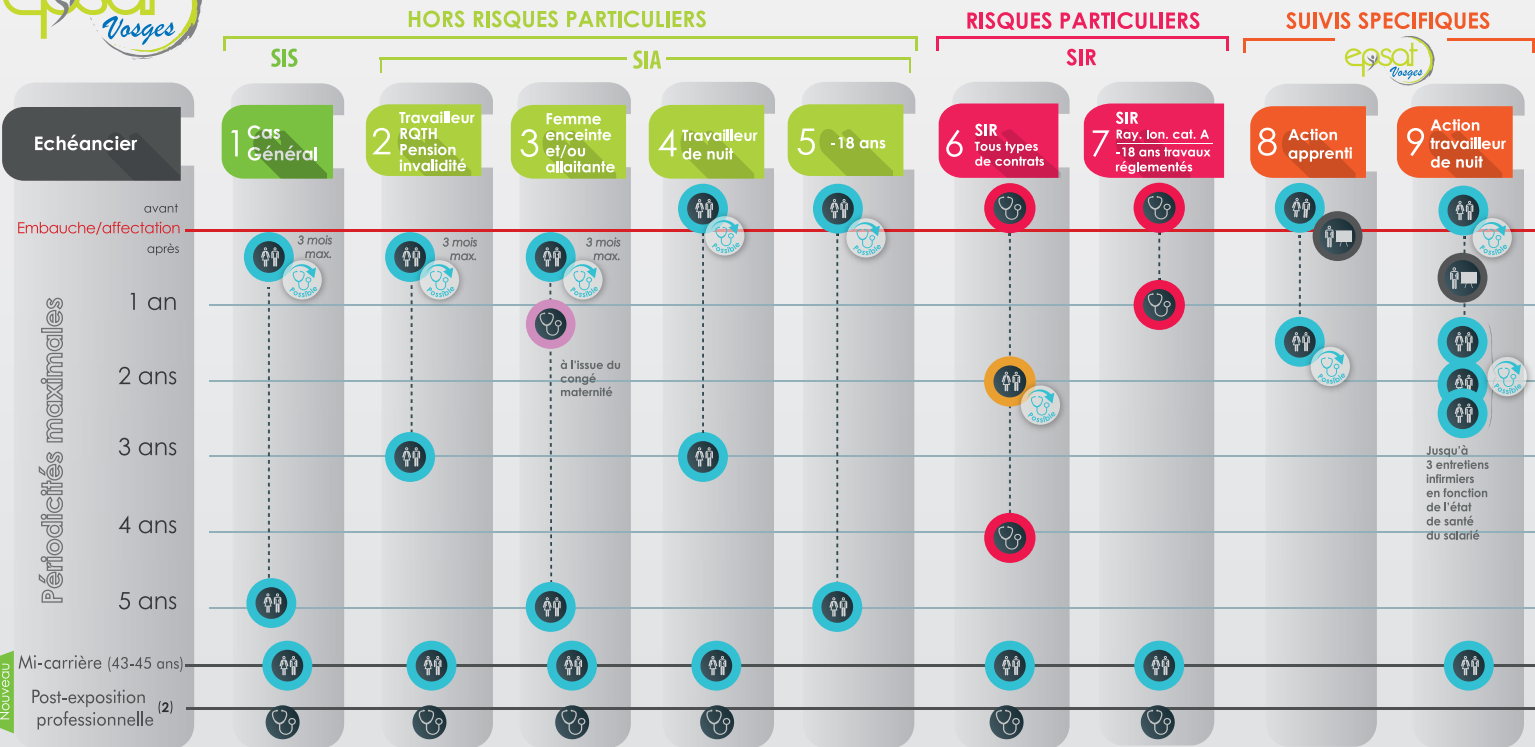 epsat
Vosges
HORS RISQUES PARTICULIERS
RISQUES PARTICULIERS
SUIVIS SPECIFIQUES
SIS
SIA
SIR
epsat
Vosges
Echéancier
1 Cas
Général
2 Travailleur
RQTH
Pension
invalidité
3 Femme
enceinte
et/ou
allaitante
4 Travailleur
de nuit
5 -18 ans
6 SIR
Tous types
de contrats
7 SIR
Ray. Ion. cat. A
-18 ans travaux
réglementés
8 Action
apprenti
9 Action
travailleur
de nuit
avant
Embauche/affectation
après
3 mois
max.
Possible
3 mois
max.
Possible
3 mois
max.
Possible
Possible
Possible
Possible
Périodicités maximales
1 an
à l'issue du
congé
maternité
2 ans
Possible
Possible
Possible
3 ans
Jusqu'à
3 entretiens
infirmiers
en fonction
de l'état
de santé
du salarié
4 ans
5 ans
Nouveau
Mi-carrière (43-45 ans)
Post-exposition
professionnelle (2)